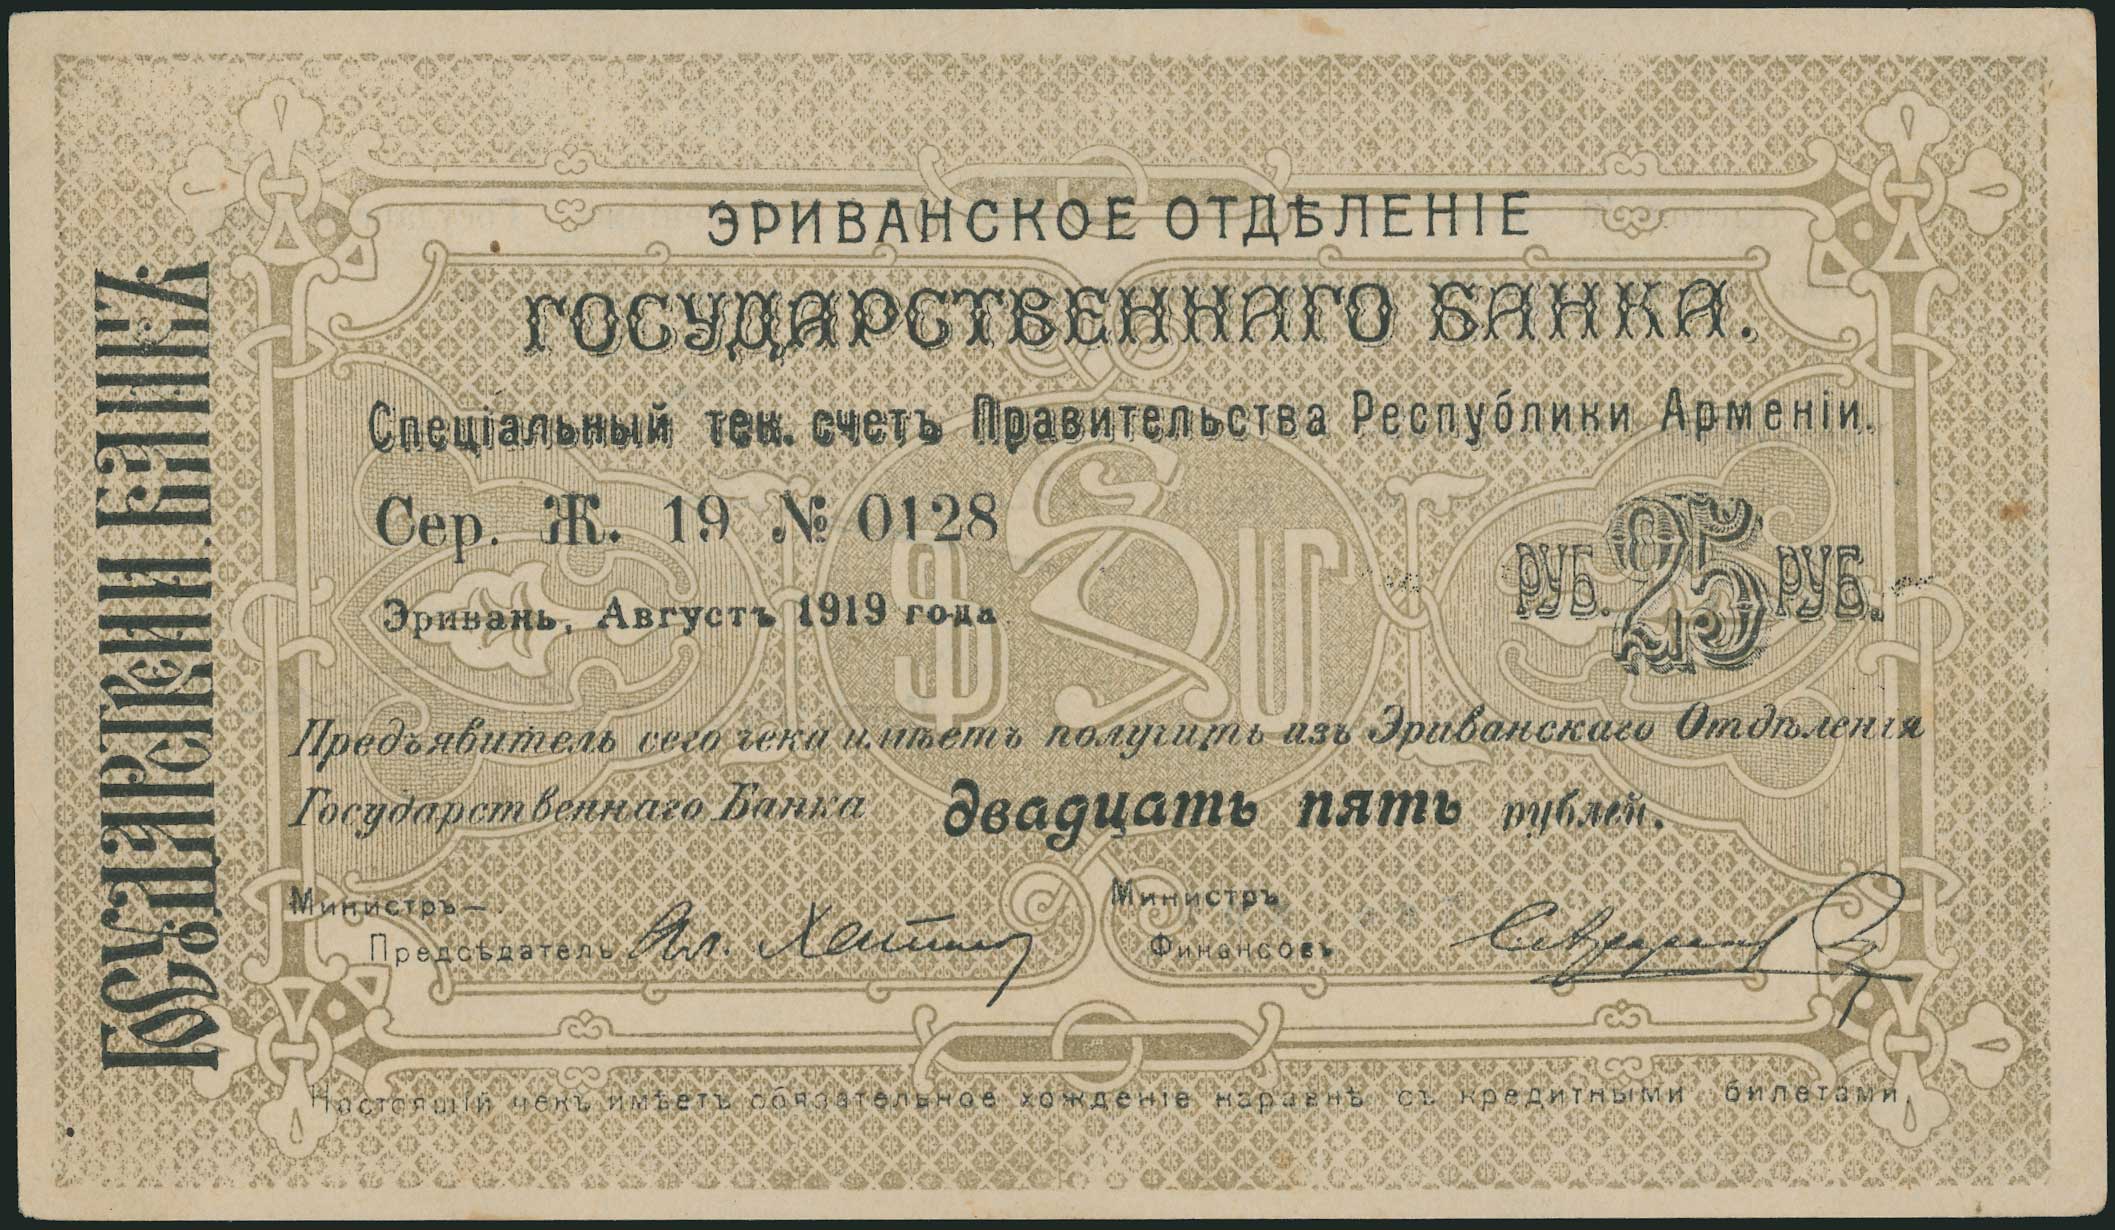 ЭРИВАНСКОЕ ОТДѢЛЕНІЕ
ГОСУДАРСТВЕННАГО БАНКА.
Спеціальный тек. счетъ Правительства Республики Арменіи.
Сер. Ж. 19 № 0128
РУБ. 25 РУБ.
Эривань, Августъ 1919 года
Предъявитель сего чека имѣетъ получить изъ Эриванскаго Отдѣленія
Государственнаго Банка двадцать пять рублей.
Министръ—
Предсѣдатель
Министръ
Финансовъ
Настоящій чекъ имѣетъ обязательное хожденіе наравнѣ съ кредитными билетами.